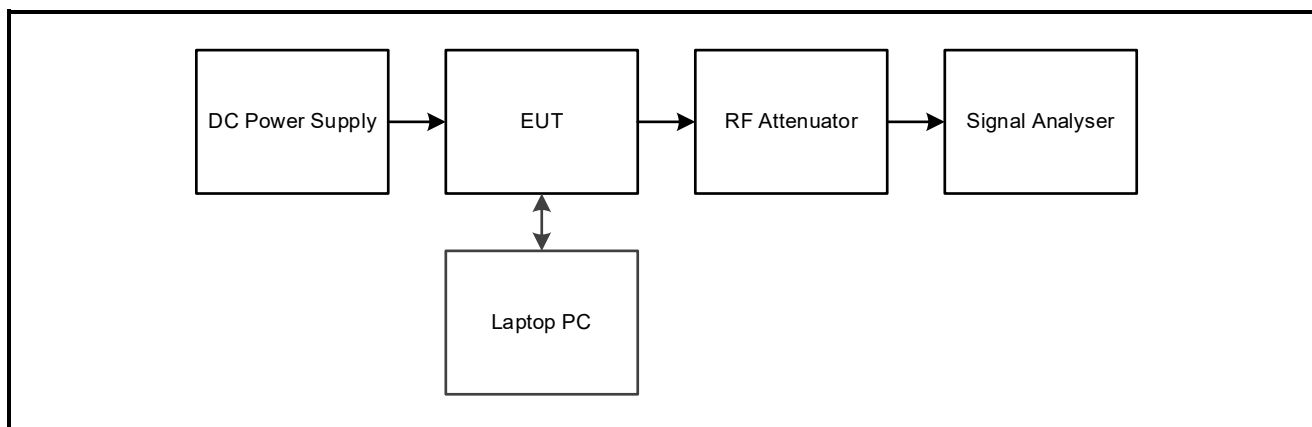 DC Power Supply
EUT
RF Attenuator
Signal Analyser
Laptop PC